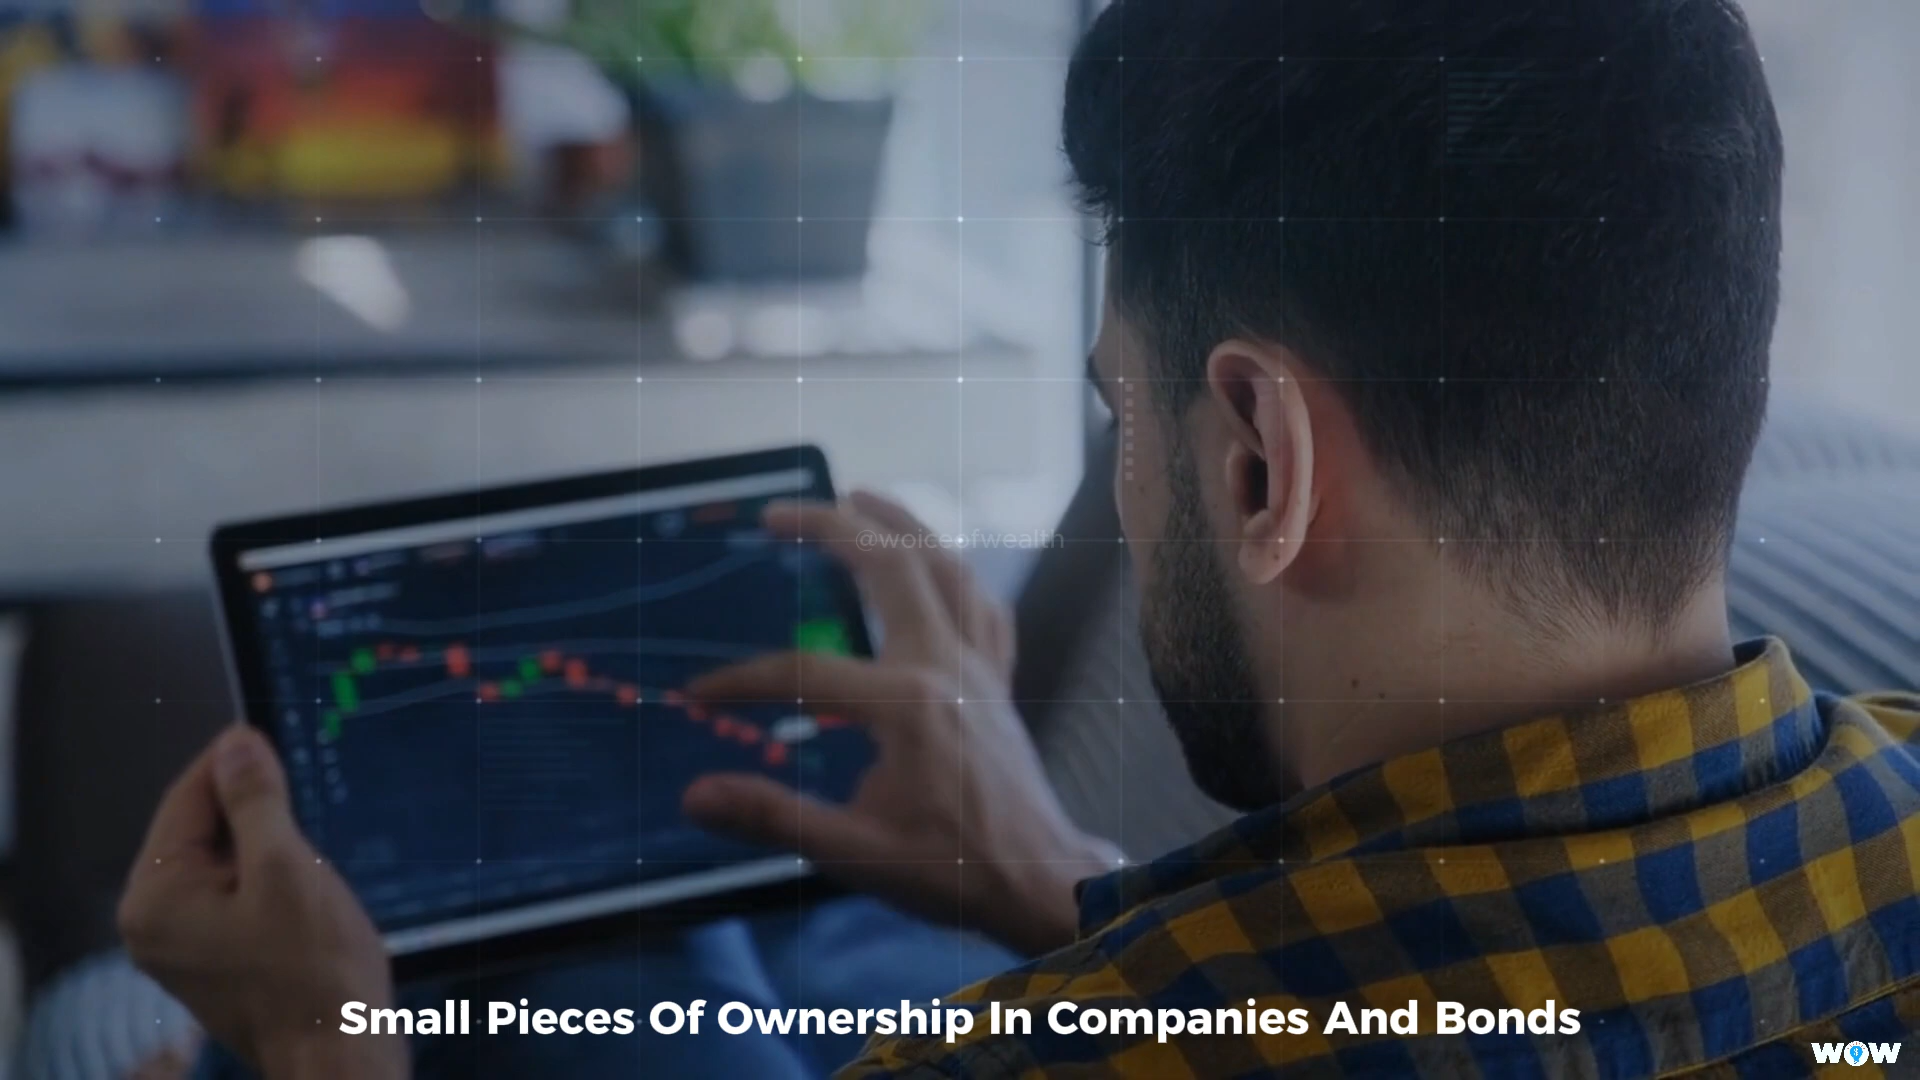 @woiceofwealth
Small Pieces Of Ownership In Companies And Bonds
WOW